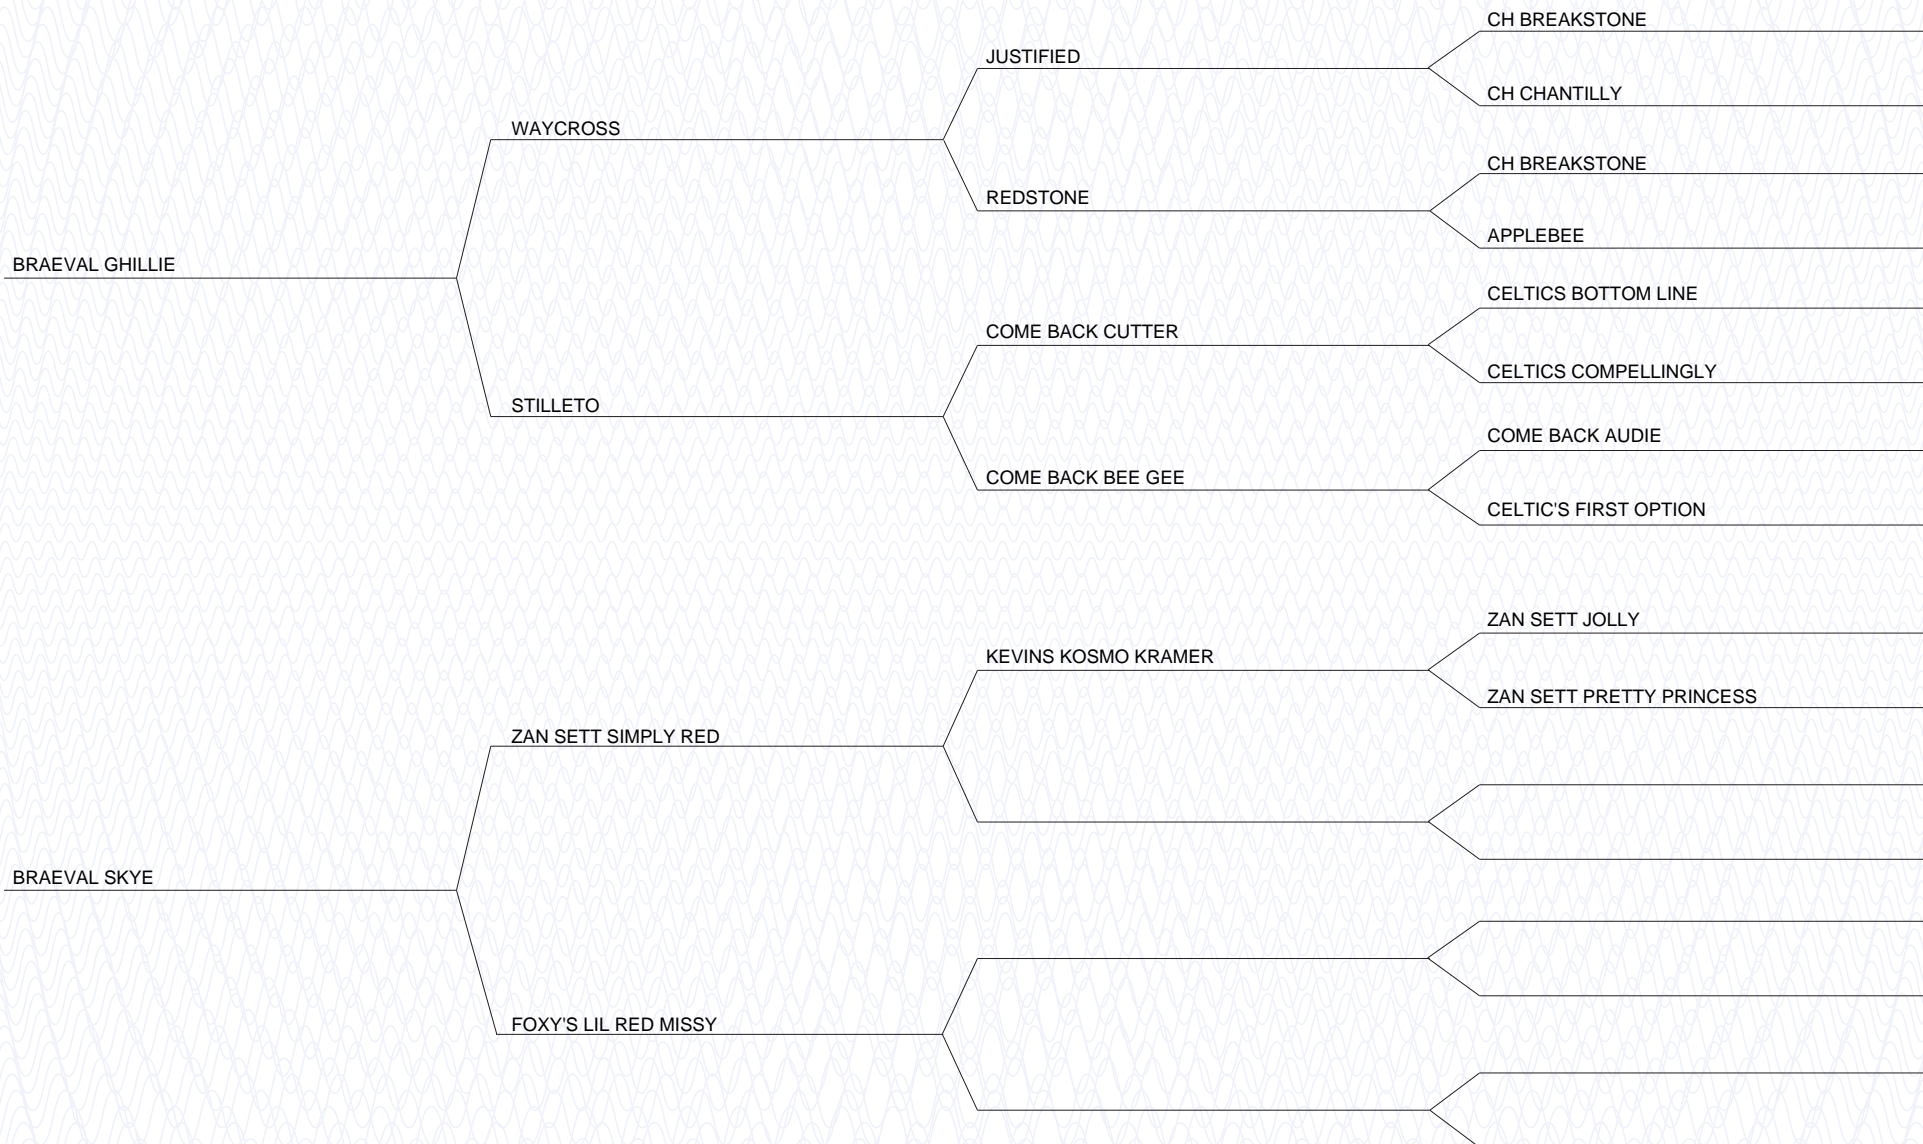 CH BREAKSTONE
JUSTIFIED
CH CHANTILLY
WAYCROSS
CH BREAKSTONE
REDSTONE
APPLEBEE
BRAEVAL GHILLIE
CELTICS BOTTOM LINE
COME BACK CUTTER
CELTICS COMPELLINGLY
STILLETO
COME BACK AUDIE
COME BACK BEE GEE
CELTIC'S FIRST OPTION
ZAN SETT JOLLY
KEVINS KOSMO KRAMER
ZAN SETT PRETTY PRINCESS
ZAN SETT SIMPLY RED
BRAEVAL SKYE
FOXY'S LIL RED MISSY